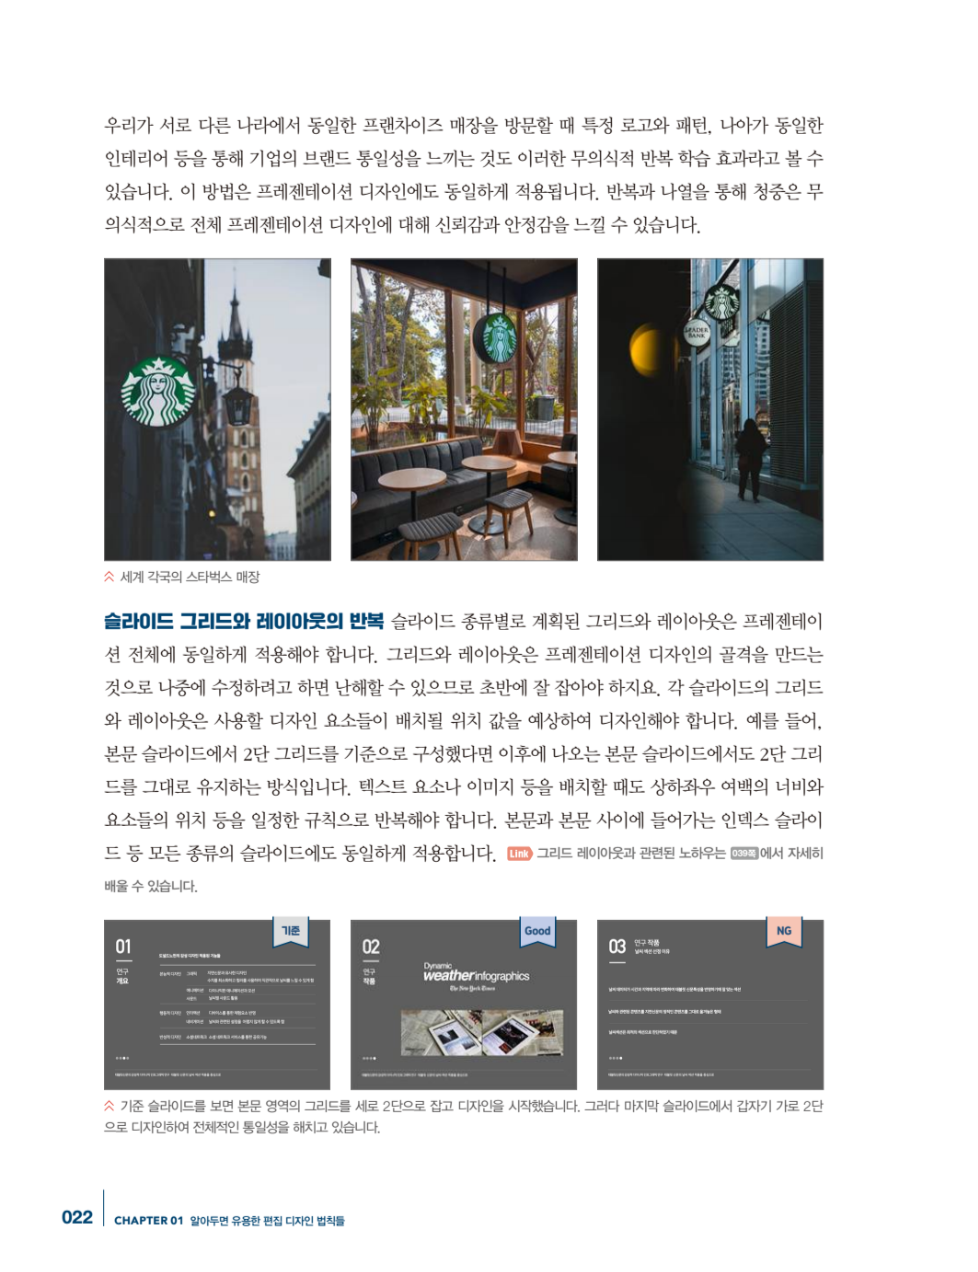 우리가 서로 다른 나라에서 동일한 프랜차이즈 매장을 방문할 때 특정 로고와 패턴, 나아가 동일한
인테리어 등을 통해 기업의 브랜드 통일성을 느끼는 것도 이러한 무의식적 반복 학습 효과라고 볼 수
있습니다. 이 방법은 프레젠테이션 디자인에도 동일하게 적용됩니다. 반복과 나열을 통해 청중은 무
의식적으로 전체 프레젠테이션 디자인에 대해 신뢰감과 안정감을 느낄 수 있습니다.
LEADER
BANK
세계 각국의 스타벅스 매장
슬라이드 그리드와 레이아웃의 반복 슬라이드 종류별로 계획된 그리드와 레이아웃은 프레젠테이
션 전체에 동일하게 적용해야 합니다. 그리드와 레이아웃은 프레젠테이션 디자인의 골격을 만드는
것으로 나중에 수정하려고 하면 난해할 수 있으므로 초반에 잘 잡아야 하지요. 각 슬라이드의 그리드
와 레이아웃은 사용할 디자인 요소들이 배치될 위치 값을 예상하여 디자인해야 합니다. 예를 들어,
본문 슬라이드에서 2단 그리드를 기준으로 구성했다면 이후에 나오는 본문 슬라이드에서도 2단 그리
드를 그대로 유지하는 방식입니다. 텍스트 요소나 이미지 등을 배치할 때도 상하좌우 여백의 너비와
요소들의 위치 등을 일정한 규칙으로 반복해야 합니다. 본문과 본문 사이에 들어가는 인덱스 슬라이
드 등 모든 종류의 슬라이드에도 동일하게 적용합니다. Link 그리드 레이아웃과 관련된 노하우는 039쪽에서 자세히
배울 수 있습니다.
기준
01
연구
개요
Good
02
연구
작품
Dynamic
weatherinfographics
The New York Times
NG
03 연구 작품
날씨 섹션 선정 이유
기준 슬라이드를 보면 본문 영역의 그리드를 세로 2단으로 잡고 디자인을 시작했습니다. 그러다 마지막 슬라이드에서 갑자기 가로 2단
으로 디자인하여 전체적인 통일성을 해치고 있습니다.
022 CHAPTER 01 알아두면 유용한 편집 디자인 법칙들